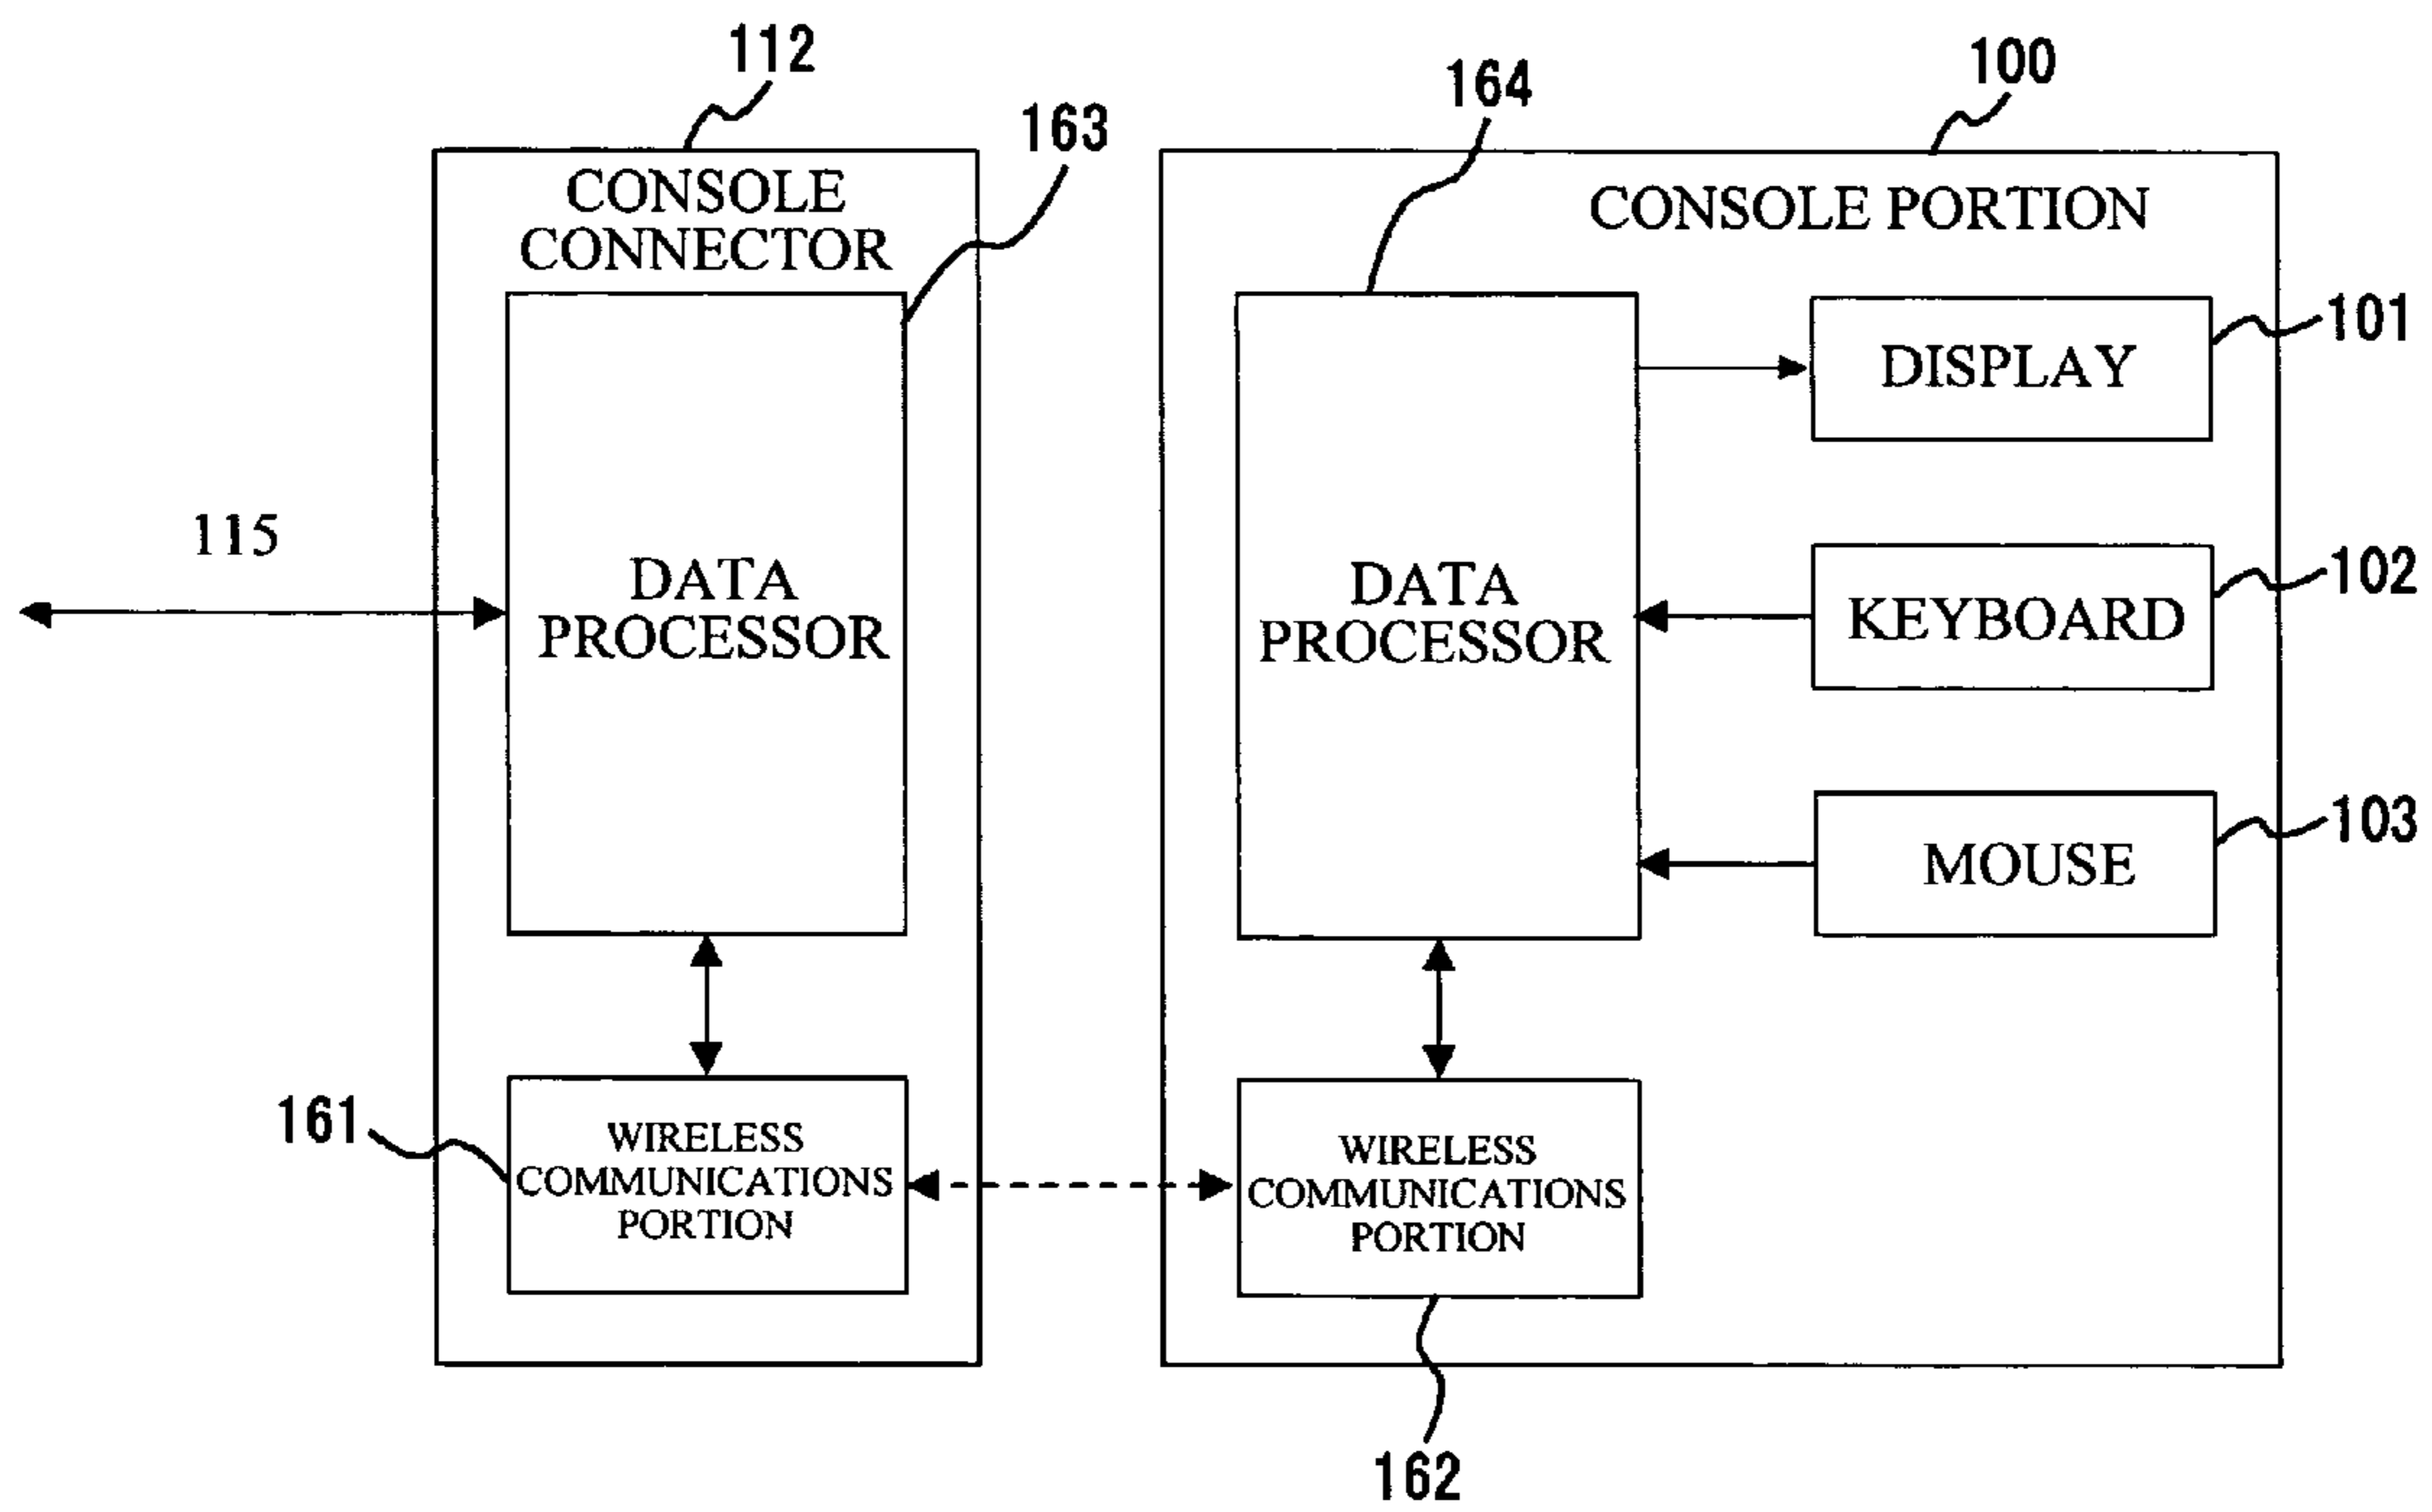 112
163
164
100
CONSOLE
CONNECTOR
CONSOLE PORTION
101
DISPLAY
115
DATA
PROCESSOR
DATA
PROCESSOR
102
KEYBOARD
103
MOUSE
161
WIRELESS
COMMUNICATIONS
PORTION
WIRELESS
COMMUNICATIONS
PORTION
162